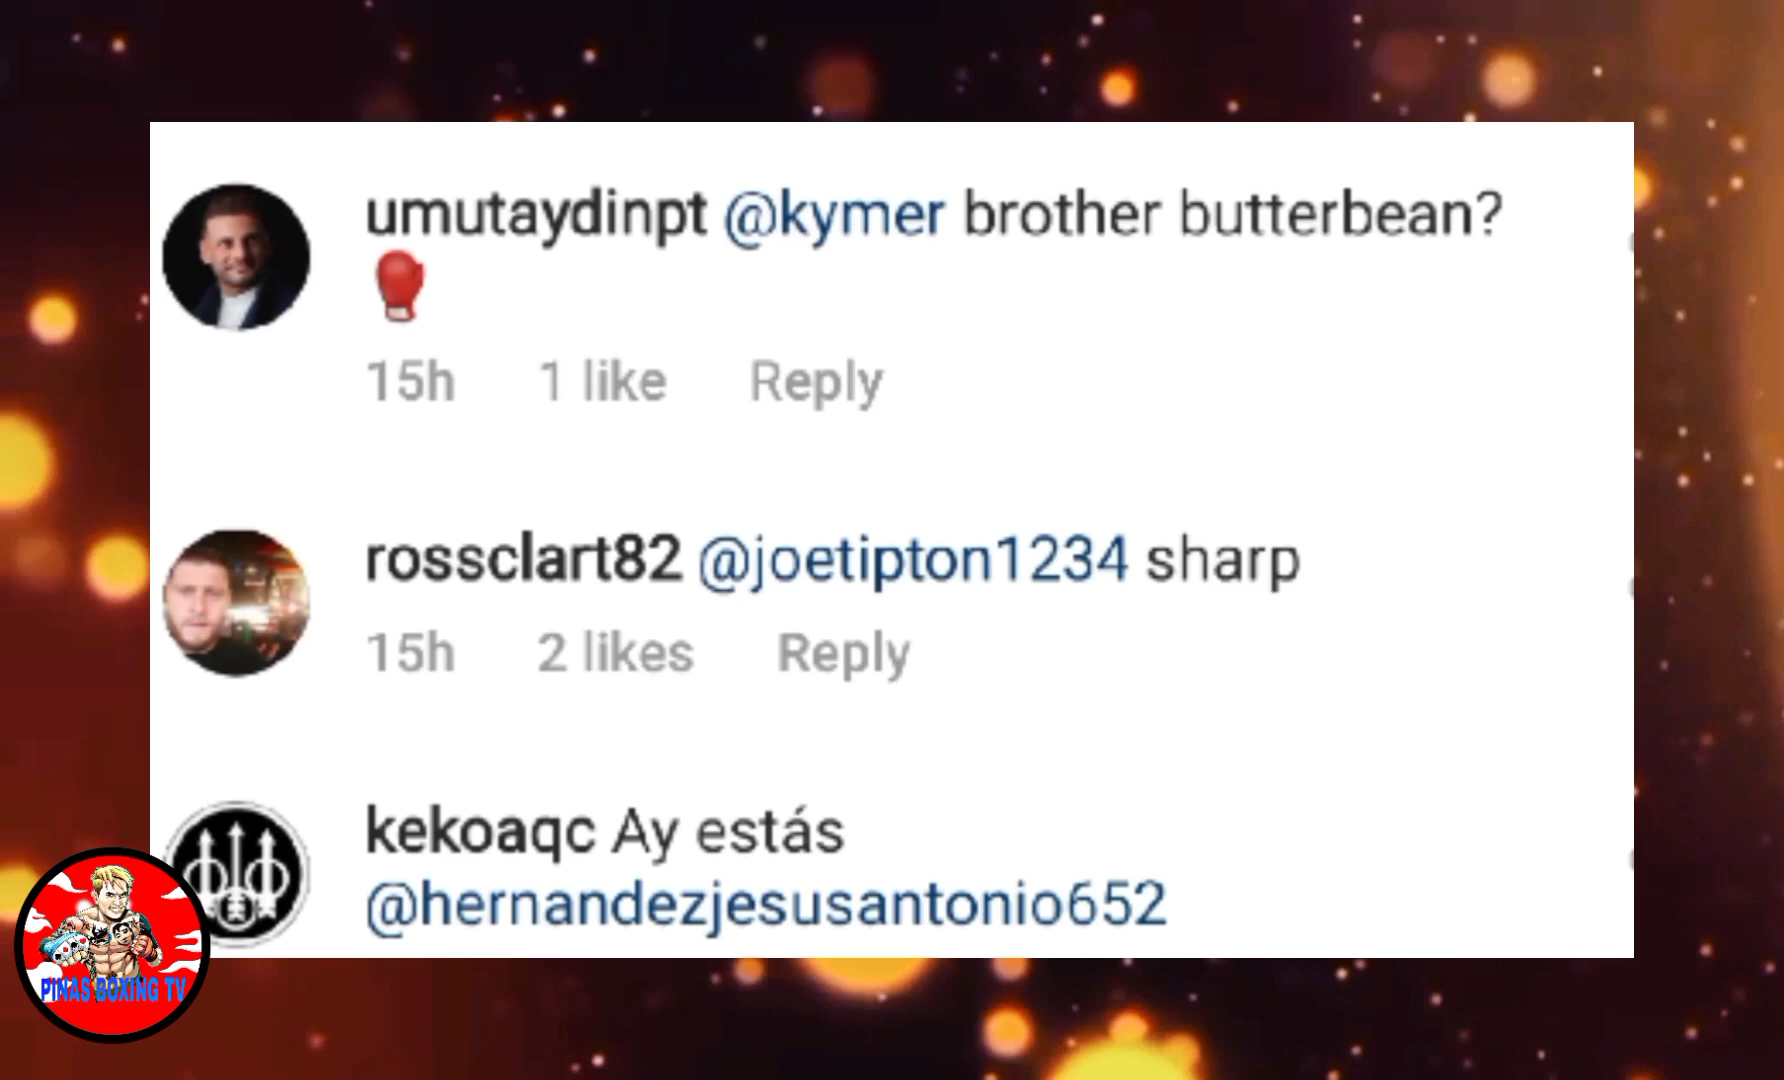 umutaydinpt @kymer brother butterbean?
🥊
15h 1 like Reply
rossclart82 @joetipton1234 sharp
15h 2 likes Reply
kekoaqc Ay estás
@hernandezjesusantonio652
PINAS BOXING TV